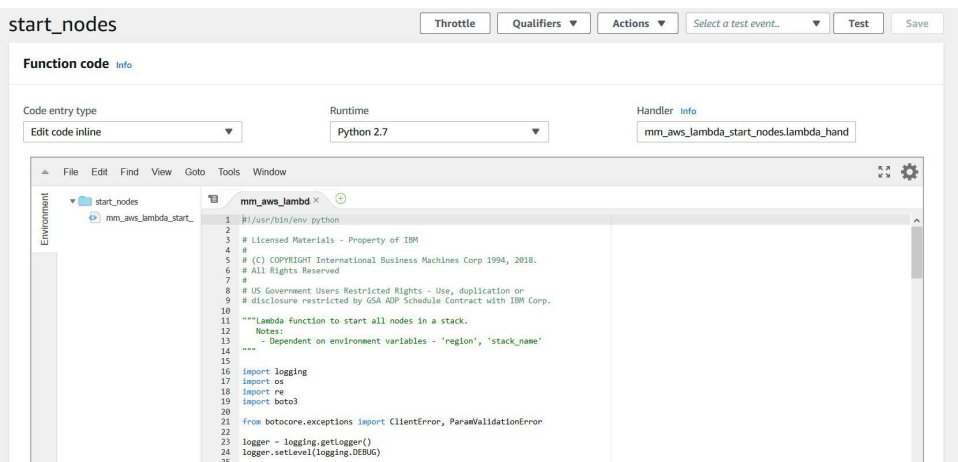 start_nodes
Throttle
Qualifiers
Actions
Select a test event..
Test
Save
Function code Info
Code entry type
Runtime
Handler Info
Edit code inline
Python 2.7
mm_aws_lambda_start_nodes.lambda_hand
File Edit Find View Goto Tools Window
Environment
start_nodes
mm_aws_lambda_start_
mm_aws_lambd ×
1 #!/usr/bin/env python
2
3 # Licensed Materials - Property of IBM
4 #
5 # (C) COPYRIGHT International Business Machines Corp 1994, 2018.
6 # All Rights Reserved
7 #
8 # US Government Users Restricted Rights - Use, duplication or
9 # disclosure restricted by GSA ADP Schedule Contract with IBM Corp.
10
11 """Lambda function to start all nodes in a stack.
12 Notes:
13 - Dependent on environment variables - 'region', 'stack_name'
14 """
15
16 import logging
17 import os
18 import re
19 import boto3
20
21 from botocore.exceptions import ClientError, ParamValidationError
22
23 logger = logging.getLogger()
24 logger.setLevel(logging.DEBUG)
25